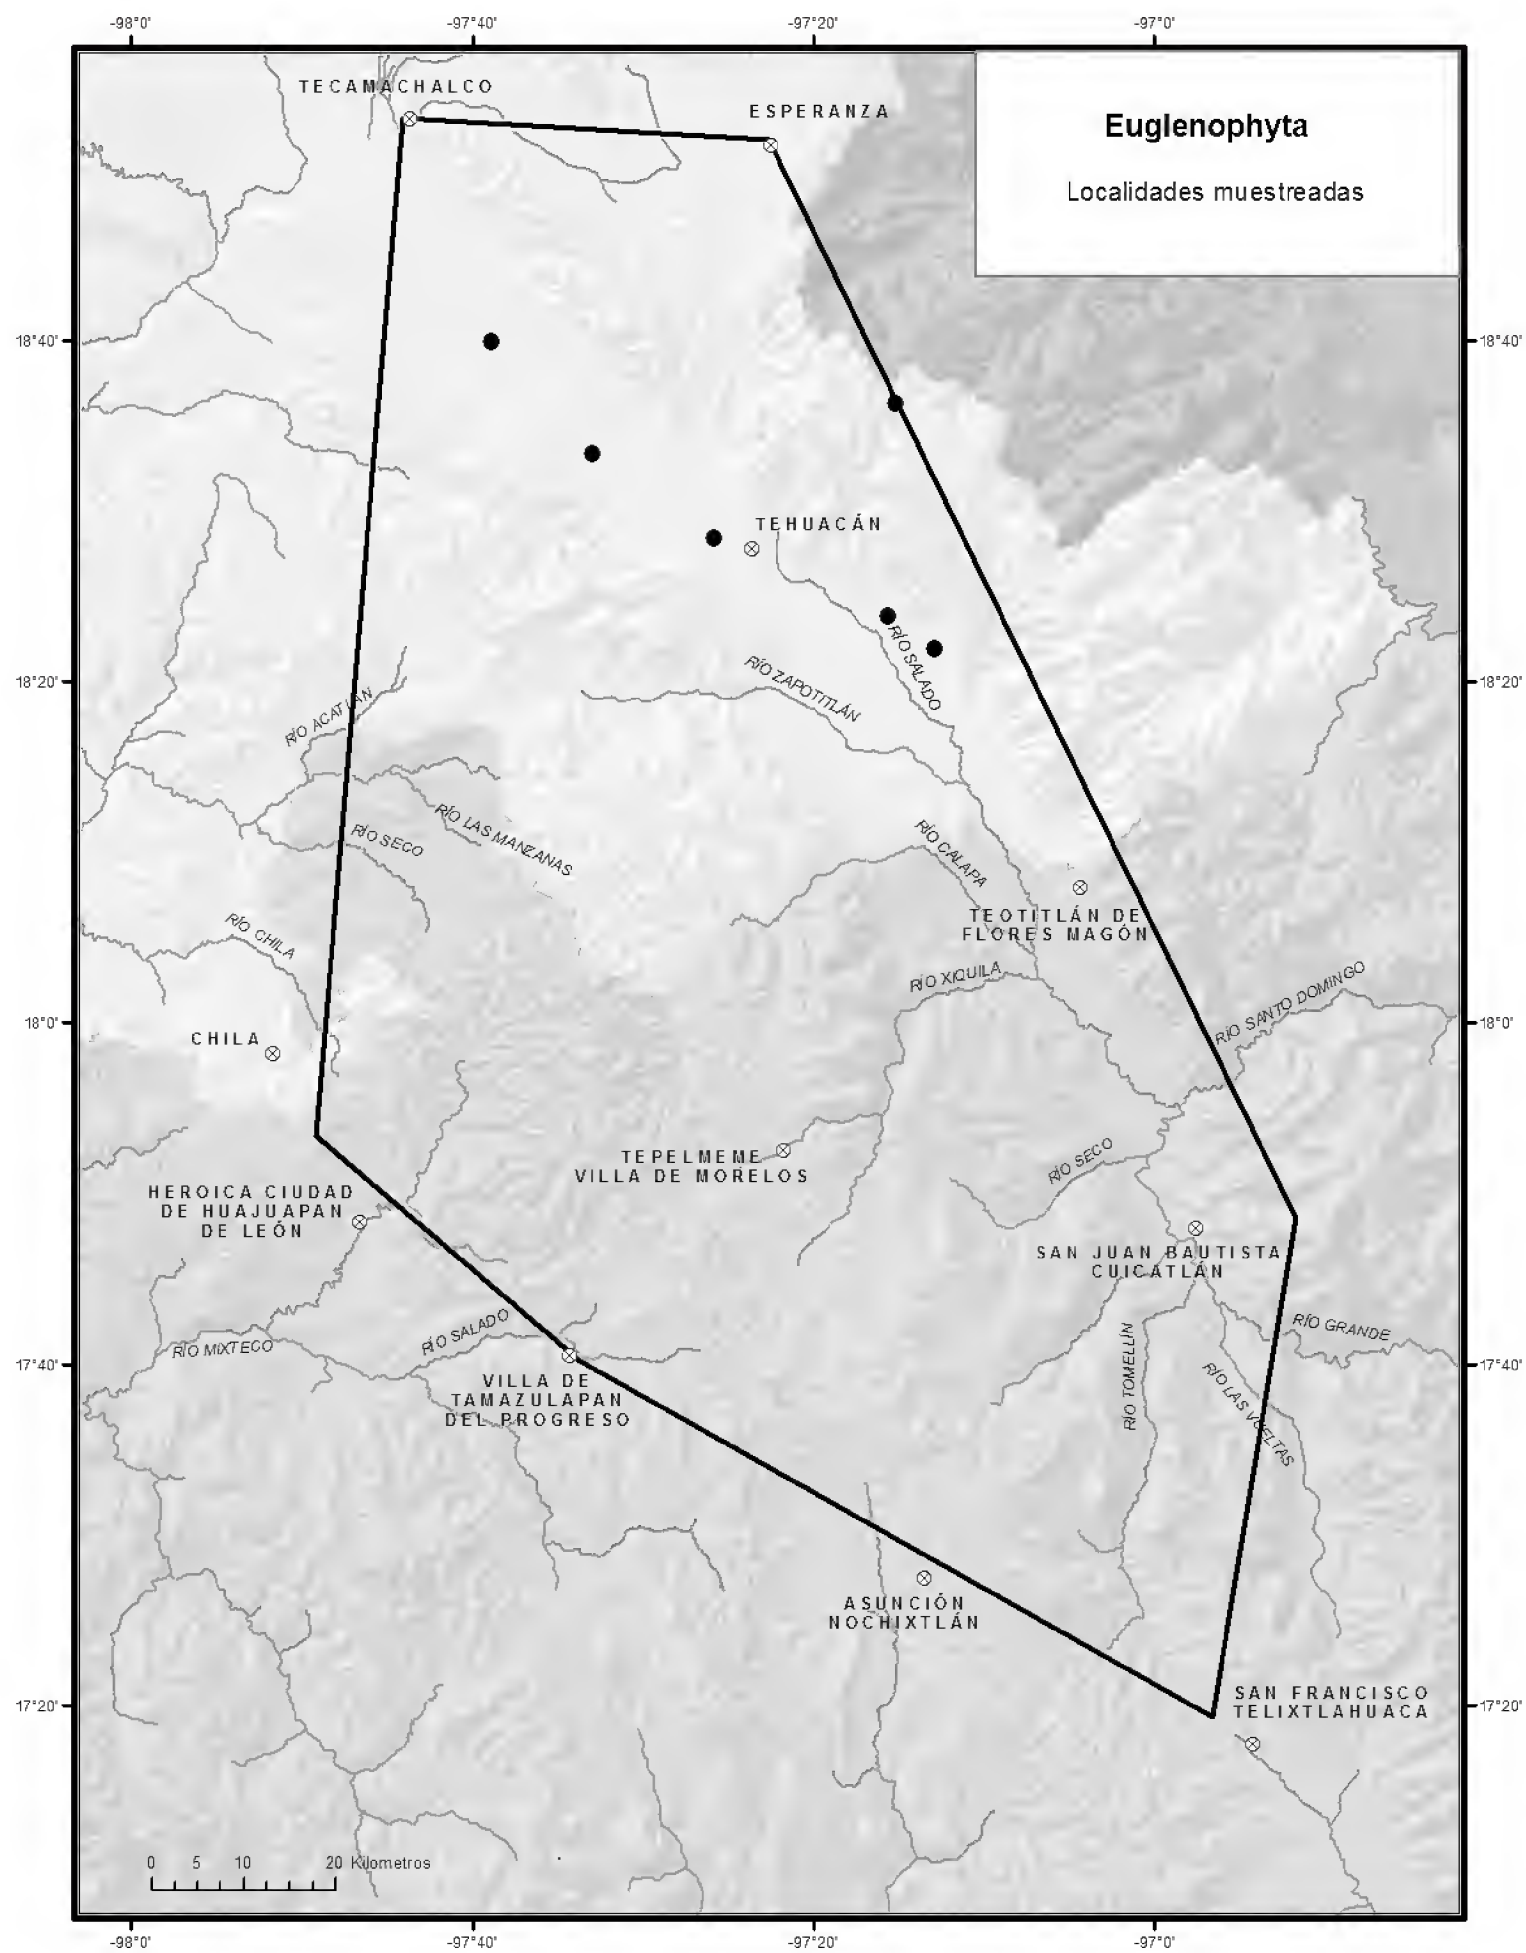 -98°0'
-97°40'
-97°20'
-97°0'
TECAMACHALCO
ESPERANZA
Euglenophyta
Localidades muestreadas
18°40'
18°40'
TEHUACÁN
RÍO SALADO
RÍO ZAPOTITLÁN
18°20'
18°20'
RÍO ACATLÁN
RÍO LAS MANZANAS
RÍO SECO
RÍO CALAPA
TEOTITLÁN DE
FLORES MAGÓN
RÍO CHILA
RÍO XIQUILA
RÍO SANTO DOMINGO
18°0'
18°0'
CHILA
TEPELMEME
VILLA DE MORELOS
RÍO SECO
HEROICA CIUDAD
DE HUAJUAPAN
DE LEÓN
SAN JUAN BAUTISTA
CUICATLÁN
RÍO SALADO
RÍO MIXTECO
RÍO GRANDE
17°40'
17°40'
RÍO TOMELLÍN
RÍO LAS VUELTAS
VILLA DE
TAMAZULAPAN
DEL PROGRESO
ASUNCIÓN
NOCHIXTLÁN
17°20'
17°20'
SAN FRANCISCO
TELIXTLAHUACA
0 5 10 20 Kilometros
-98°0'
-97°40'
-97°20'
-97°0'